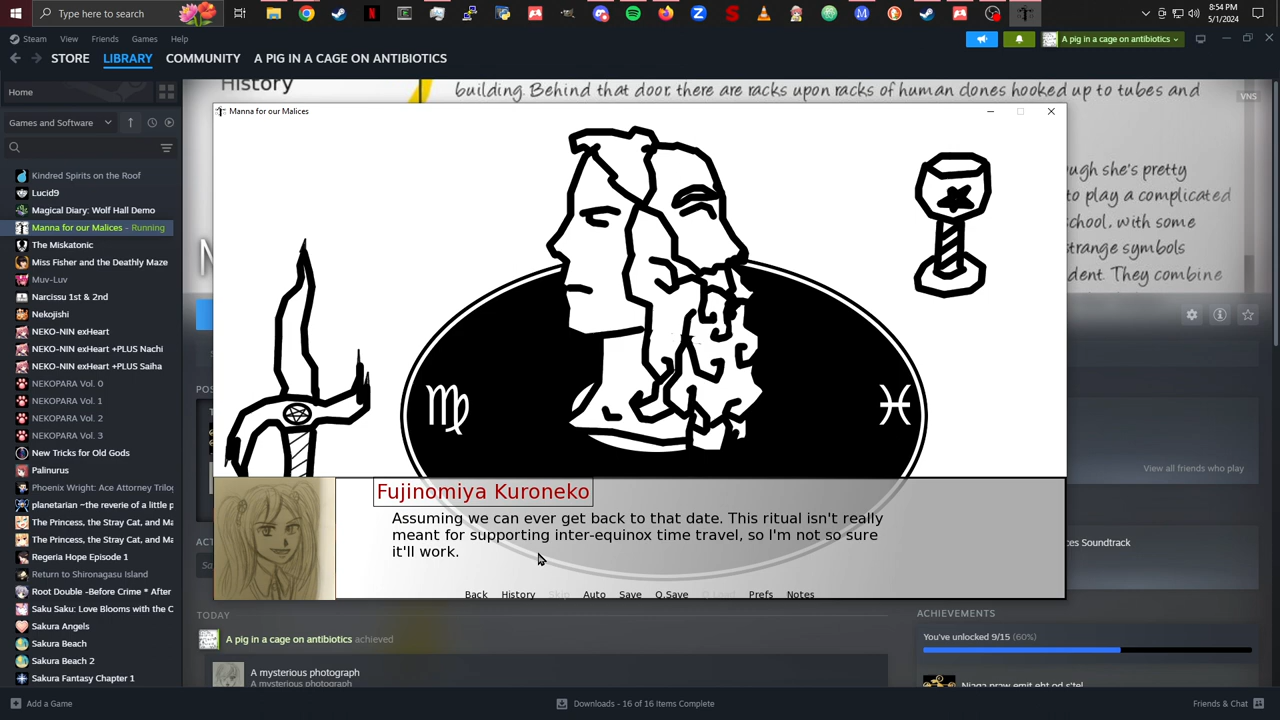 Search
8:54 PM
5/1/2024
Steam View Friends Games Help
A pig in a cage on antibiotics
STORE LIBRARY COMMUNITY A PIG IN A CAGE ON ANTIBIOTICS
Home
History
building. Behind that door, there are racks upon racks of human clones hooked up to tubes and
VNS
Manna for our Malices
Games and Software
ugh she's pretty
to play a complicated
school, with some
strange symbols
dent. They combine
Kindred Spirits on the Roof
Lucid9
Magical Diary: Wolf Hall Demo
Manna for our Malices - Running
The Miskatonic
Miss Fisher and the Deathly Maze
Muv-Luv
Narcissu 1st & 2nd
Nekojishi
NEKO-NIN exHeart
NEKO-NIN exHeart +PLUS Nachi
NEKO-NIN exHeart +PLUS Saiha
NEKOPARA Vol. 0
NEKOPARA Vol. 1
NEKOPARA Vol. 2
NEKOPARA Vol. 3
New Tricks for Old Gods
Palinurus
Phoenix Wright: Ace Attorney Trilog
planetarian ~the reverie of a little p
The Princess, the Stray Cat, and Ma
The Princess, the Stray Cat, and Ma
Regeria Hope Episode 1
Return to Shironagasu Island
Root Double -Before Crime * After
Saku Saku: Love Blooms with the C
Sakura Angels
Sakura Beach
Sakura Beach 2
Sakura Fantasy Chapter 1
♍ ♓
View all friends who play
Fujinomiya Kuroneko
Assuming we can ever get back to that date. This ritual isn't really
meant for supporting inter-equinox time travel, so I'm not so sure
it'll work.
Back History Skip Auto Save Q.Save Q.Load Prefs Notes
ces Soundtrack
TODAY
A pig in a cage on antibiotics achieved
A mysterious photograph
A mysterious photograph
ACHIEVEMENTS
You've unlocked 9/15 (60%)
Niaga praw emit eht od s'tel
Add a Game
Downloads - 16 of 16 Items Complete
Friends & Chat